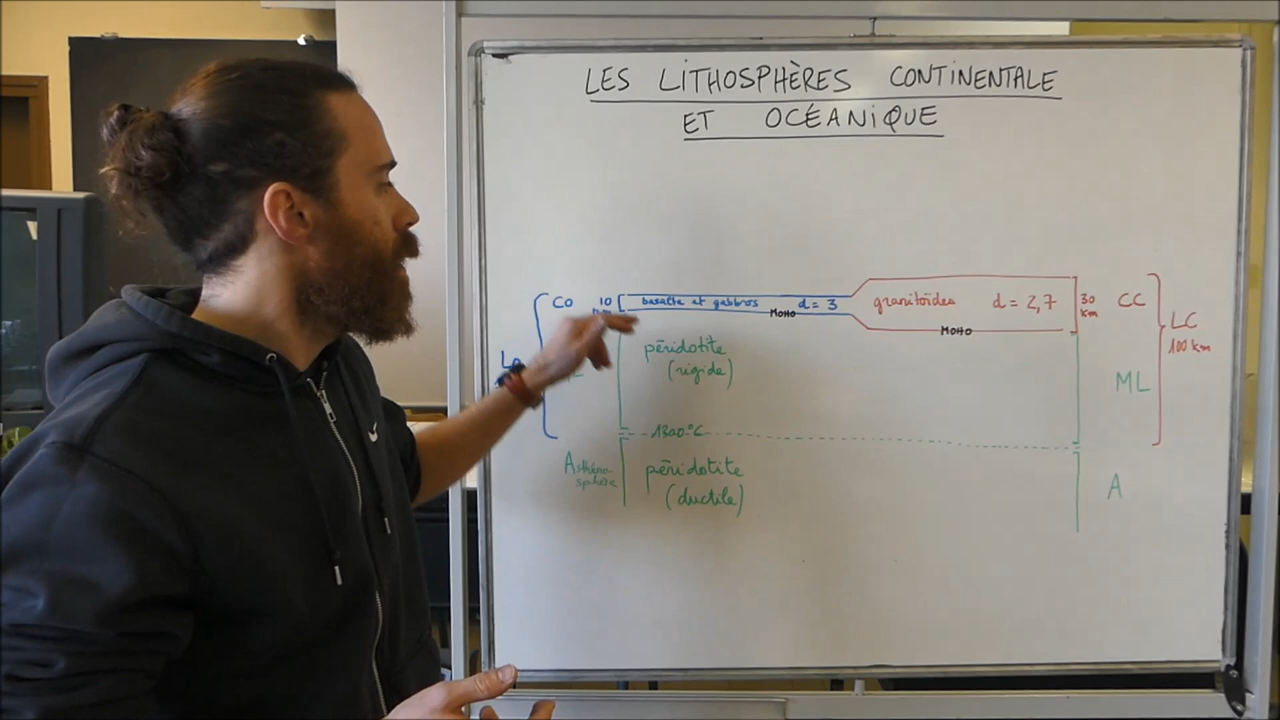 LES LITHOSPHÈRES CONTINENTALE
ET OCÉANIQUE
CO 10 basalte et gabbros d = 3
MOHO
granitoïdes d = 2,7
MOHO
30
km
CC
LC
100 km
péridotite
(rigide)
ML
1300°C
Asthéno
sphère
péridotite
(ductile)
A